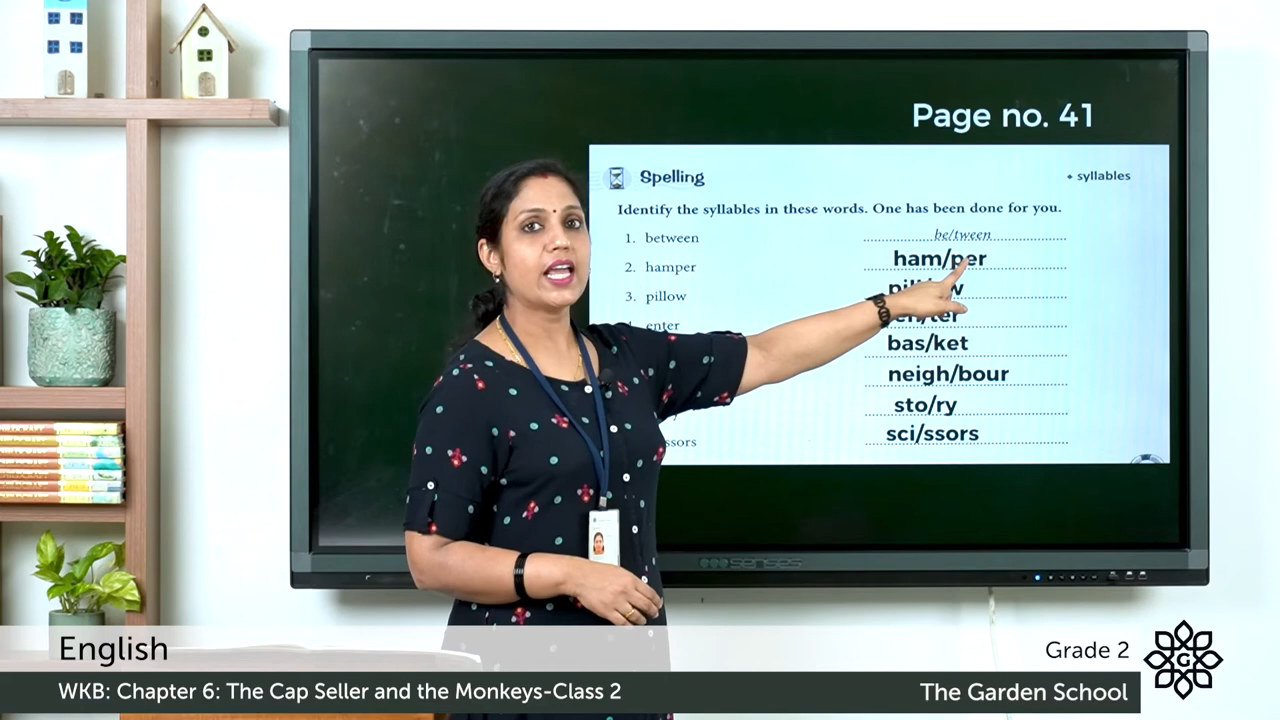 Page no. 41
Spelling
+ syllables
Identify the syllables in these words. One has been done for you.
1. between be/tween
2. hamper ham/per
3. pillow
enter en/ter
bas/ket
neigh/bour
sto/ry
ssors sci/ssors
English
Grade 2
WKB: Chapter 6: The Cap Seller and the Monkeys-Class 2
The Garden School
G